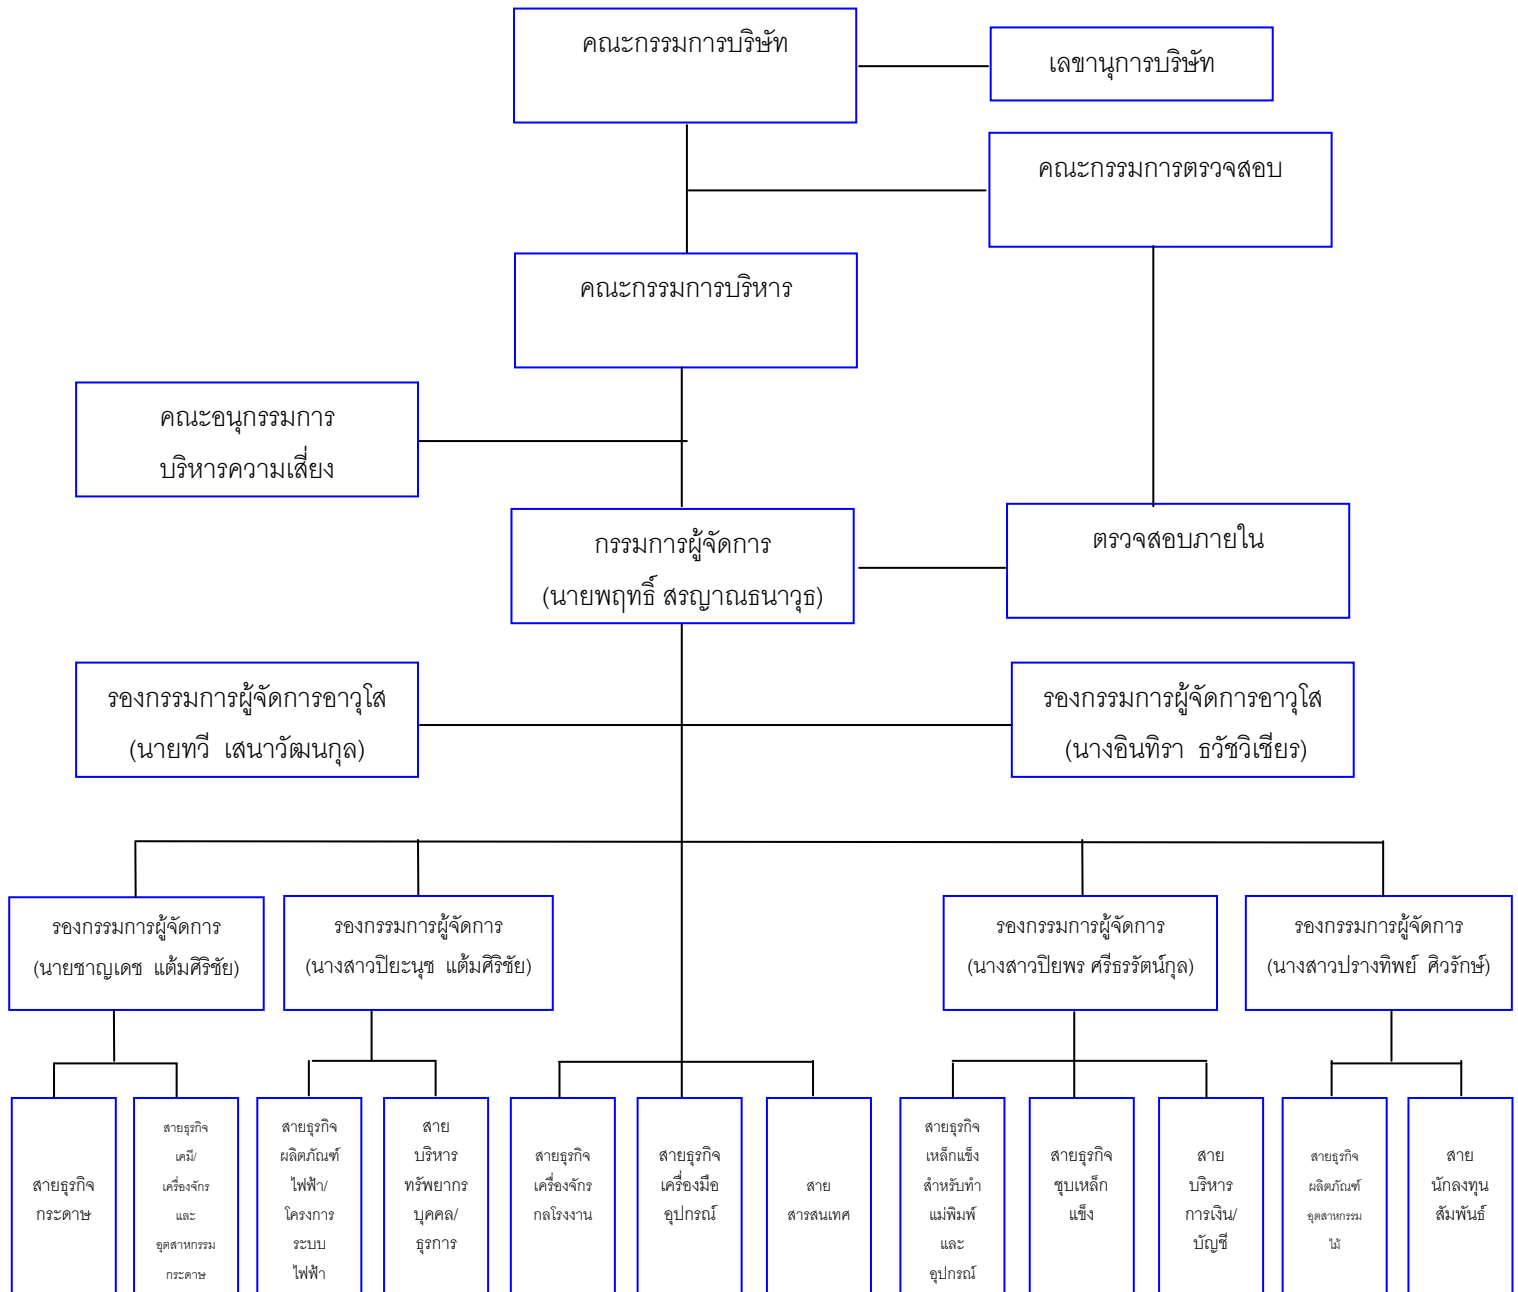 คณะกรรมการบริษัท
เลขานุการบริษัท
คณะกรรมการตรวจสอบ
คณะกรรมการบริหาร
คณะอนุกรรมการ
บริหารความเสี่ยง
กรรมการผู้จัดการ
(นายพฤทธิ์ สรญาณธนาวุธ)
ตรวจสอบภายใน
รองกรรมการผู้จัดการอาวุโส
(นายทวี เสนาวัฒนกุล)
รองกรรมการผู้จัดการอาวุโส
(นางอินทิรา ธวัชวิเชียร)
รองกรรมการผู้จัดการ
(นายชาญเดช แต้มศิริชัย)
รองกรรมการผู้จัดการ
(นางสาวปิยะนุช แต้มศิริชัย)
รองกรรมการผู้จัดการ
(นางสาวปิยพร ศรีธรรัตน์กุล)
รองกรรมการผู้จัดการ
(นางสาวปรางทิพย์ ศิวรักษ์)
สายธุรกิจ
กระดาษ
สายธุรกิจ
เคมี/
เครื่องจักร
และ
อุตสาหกรรม
กระดาษ
สายธุรกิจ
ผลิตภัณฑ์
ไฟฟ้า/
โครงการ
ระบบ
ไฟฟ้า
สาย
บริหาร
ทรัพยากร
บุคคล/
ธุรการ
สายธุรกิจ
เครื่องจักร
กลโรงงาน
สายธุรกิจ
เครื่องมือ
อุปกรณ์
สาย
สารสนเทศ
สายธุรกิจ
เหล็กแข็ง
สำหรับทำ
แม่พิมพ์
และ
อุปกรณ์
สายธุรกิจ
ชุบเหล็ก
แข็ง
สาย
บริหาร
การเงิน/
บัญชี
สายธุรกิจ
ผลิตภัณฑ์
อุตสาหกรรม
ไม้
สาย
นักลงทุน
สัมพันธ์